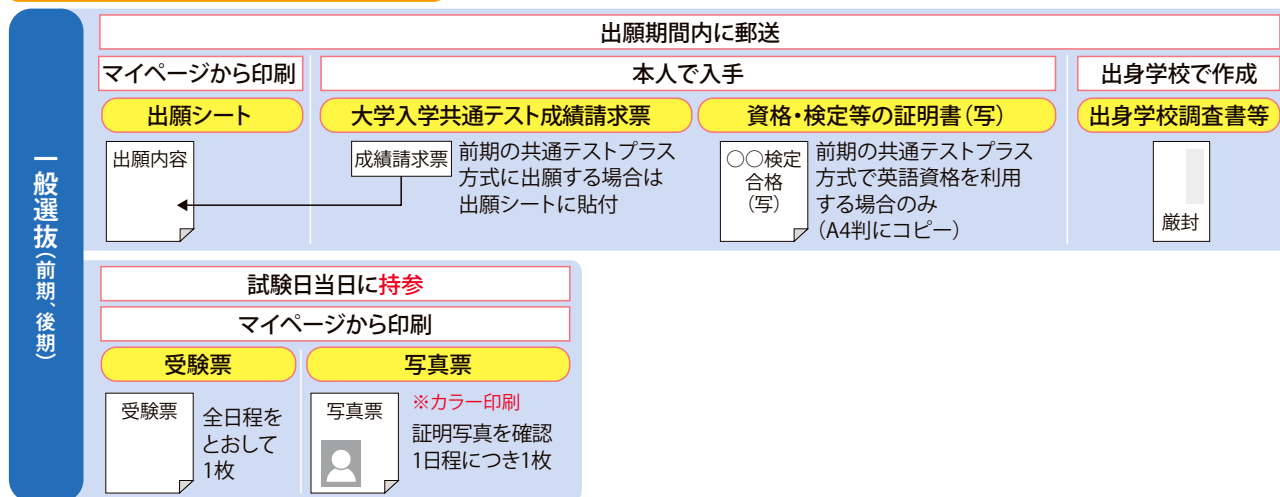 一般選抜(前期、後期)
出願期間内に郵送
マイページから印刷
本人で入手
出身学校で作成
出願シート
大学入学共通テスト成績請求票
資格・検定等の証明書(写)
出身学校調査書等
出願内容
成績請求票
前期の共通テストプラス
方式に出願する場合は
出願シートに貼付
○○検定
合格
(写)
前期の共通テストプラス
方式で英語資格を利用
する場合のみ
(A4判にコピー)
厳封
試験日当日に持参
マイページから印刷
受験票
写真票
受験票
全日程を
とおして
1枚
写真票
※カラー印刷
証明写真を確認
1日程につき1枚